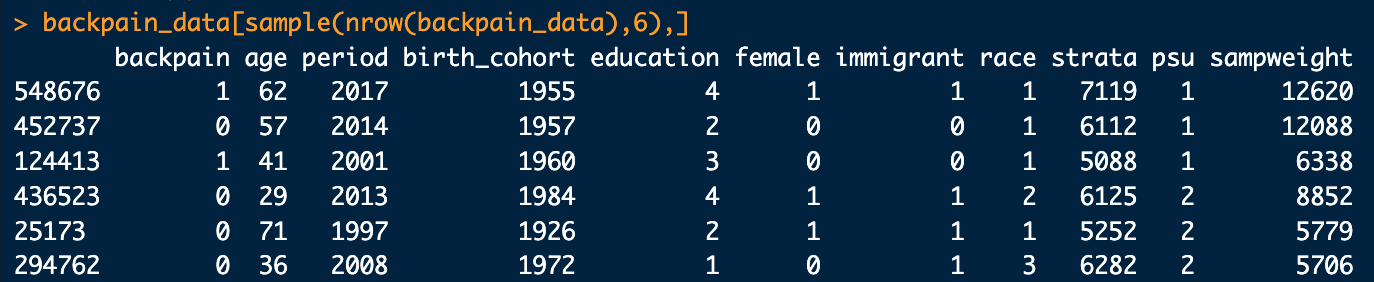 > backpain_data[sample(nrow(backpain_data),6),]
backpain age period birth_cohort education female immigrant race strata psu sampweight
548676 1 62 2017 1955 4 1 1 1 7119 1 12620
452737 0 57 2014 1957 2 0 0 1 6112 1 12088
124413 1 41 2001 1960 3 0 0 1 5088 1 6338
436523 0 29 2013 1984 4 1 1 2 6125 2 8852
25173 0 71 1997 1926 2 1 1 1 5252 2 5779
294762 0 36 2008 1972 1 0 1 3 6282 2 5706